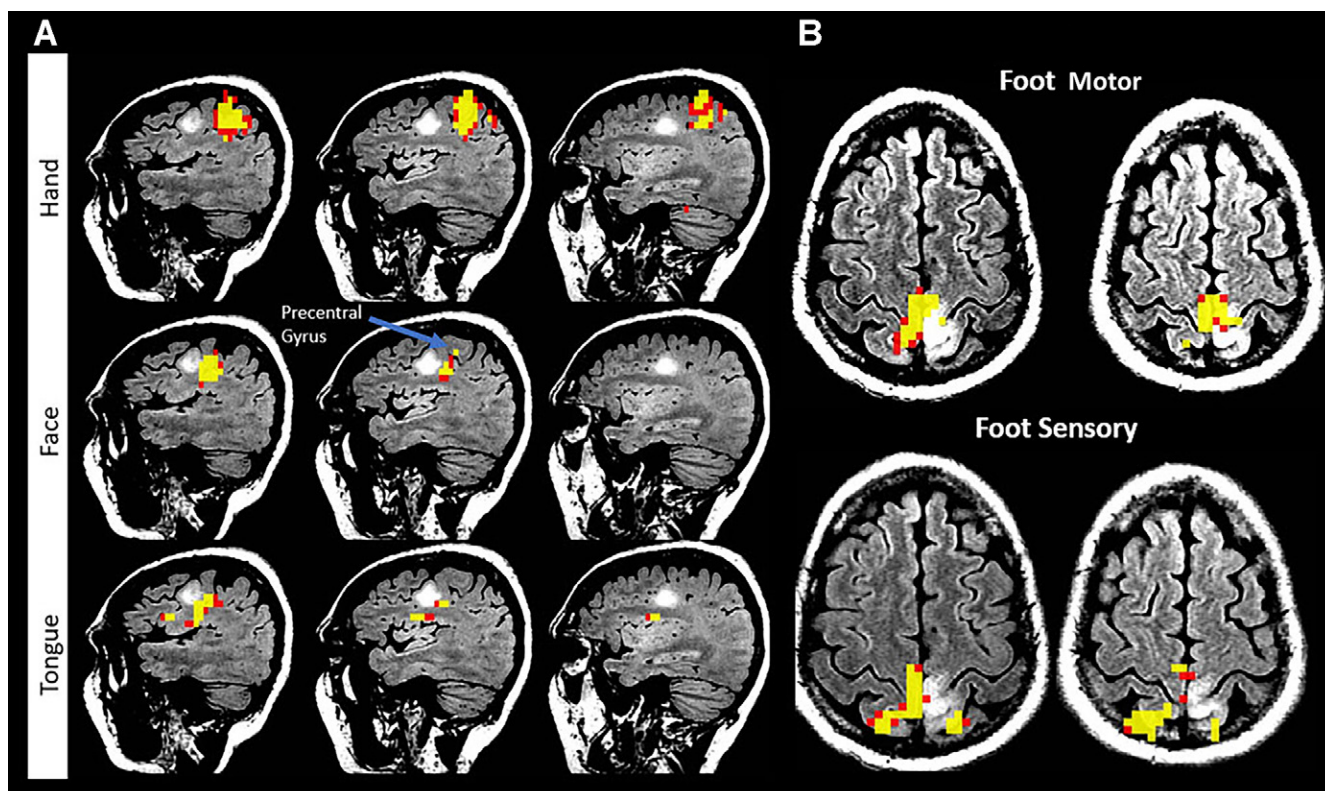 A
B
Hand
Face
Tongue
Precentral
Gyrus
Foot Motor
Foot Sensory